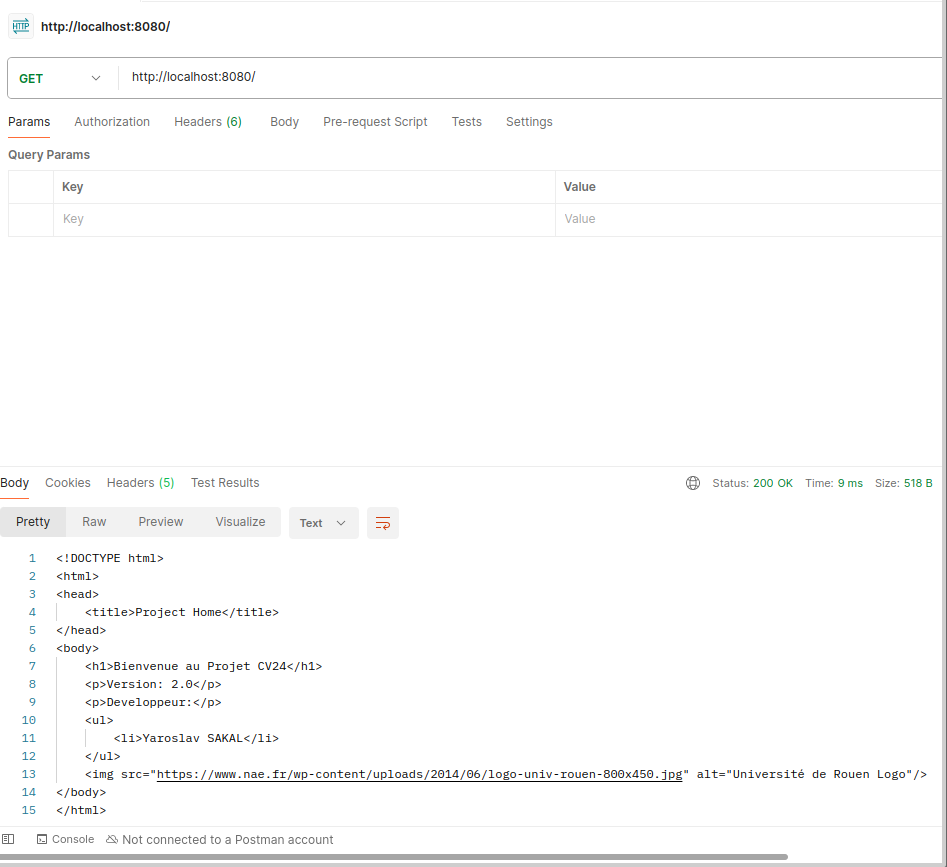 HTTP http://localhost:8080/
GET http://localhost:8080/
Params Authorization Headers (6) Body Pre-request Script Tests Settings
Query Params
Key Value
Key Value
Body Cookies Headers (5) Test Results Status: 200 OK Time: 9 ms Size: 518 B
Pretty Raw Preview Visualize Text
1 <!DOCTYPE html>
2 <html>
3 <head>
4 <title>Project Home</title>
5 </head>
6 <body>
7 <h1>Bienvenue au Projet CV24</h1>
8 <p>Version: 2.0</p>
9 <p>Developpeur:</p>
10 <ul>
11 <li>Yaroslav SAKAL</li>
12 </ul>
13 <img src="https://www.nae.fr/wp-content/uploads/2014/06/logo-univ-rouen-800x450.jpg" alt="Université de Rouen Logo"/>
14 </body>
15 </html>
Console Not connected to a Postman account